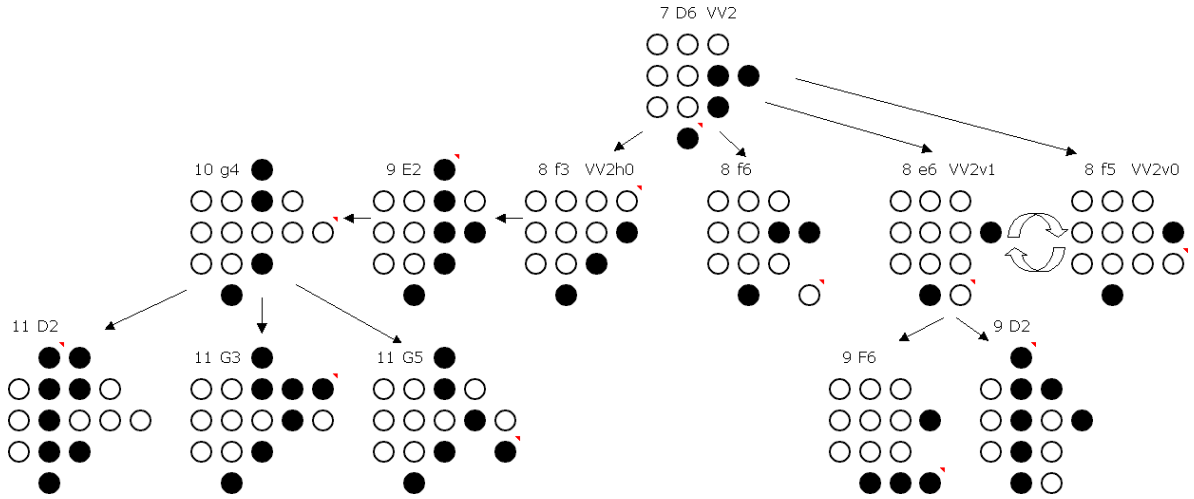 7 D6 VV2
10 g4
9 E2
8 f3 VV2h0
8 f6
8 e6 VV2v1
8 f5 VV2v0
11 D2
11 G3
11 G5
9 F6
9 D2